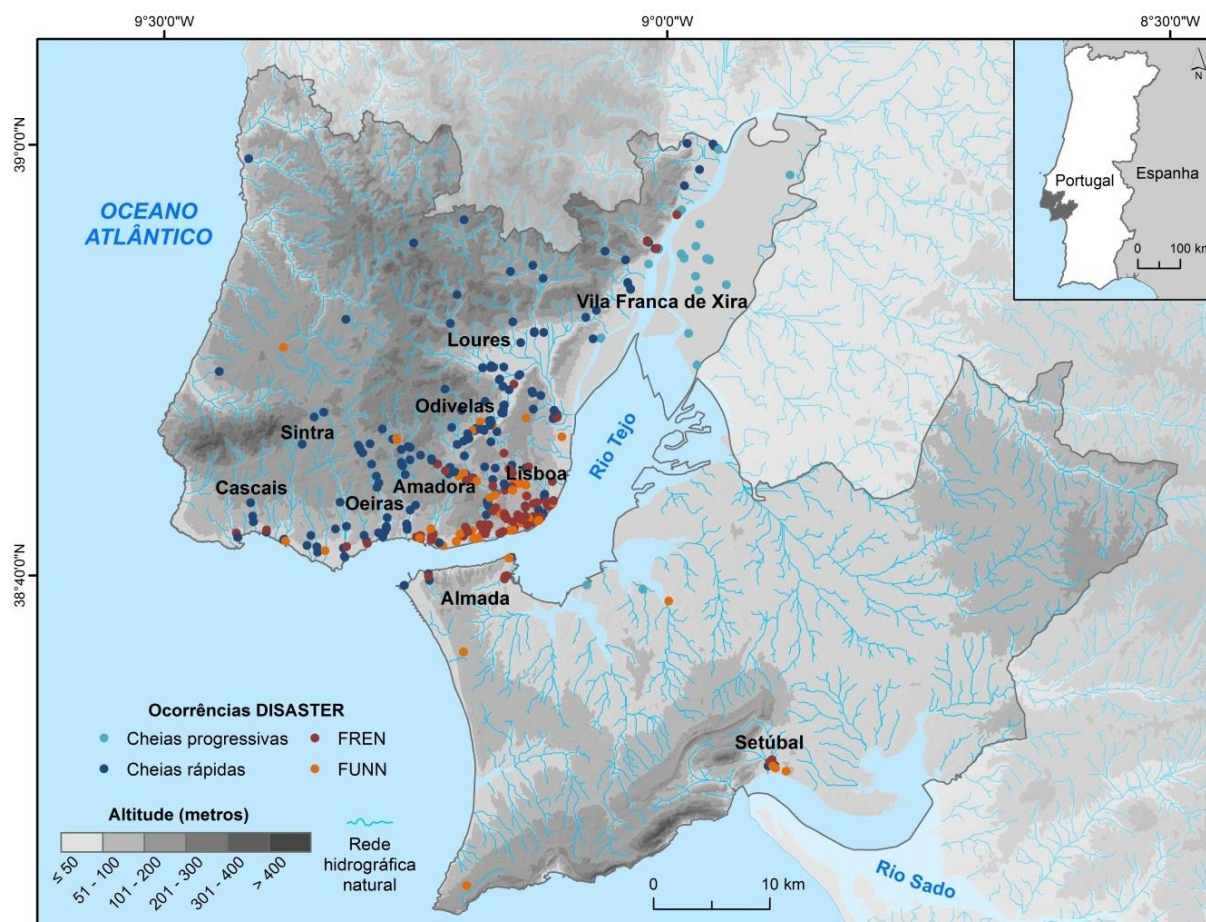 9°30'0"W
9°00'0"W
8°30'0"W
39°0'0"N
38°40'0"N
N
Portugal
Espanha
0 100 km
OCEANO
ATLÂNTICO
Vila Franca de Xira
Loures
Odivelas
Sintra
Rio Tejo
Lisboa
Cascais
Amadora
Oeiras
Almada
Setúbal
Rio Sado
Ocorrências DISASTER
Cheias progressivas
FREN
Cheias rápidas
FUNN
Altitude (metros)
≤ 50
51 - 100
101 - 200
201 - 300
301 - 400
> 400
Rede
hidrográfica
natural
0 10 km